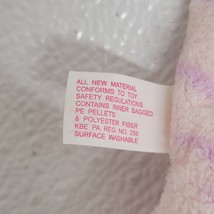 ALL NEW MATERIAL
CONFORMS TO TOY
SAFETY REGULATIONS
CONTAINS INNER BAGGED
PE: PELLETS
& POLYESTER FIBER
KBE PA. REG. NO. 259
SURFACE WASHABLE